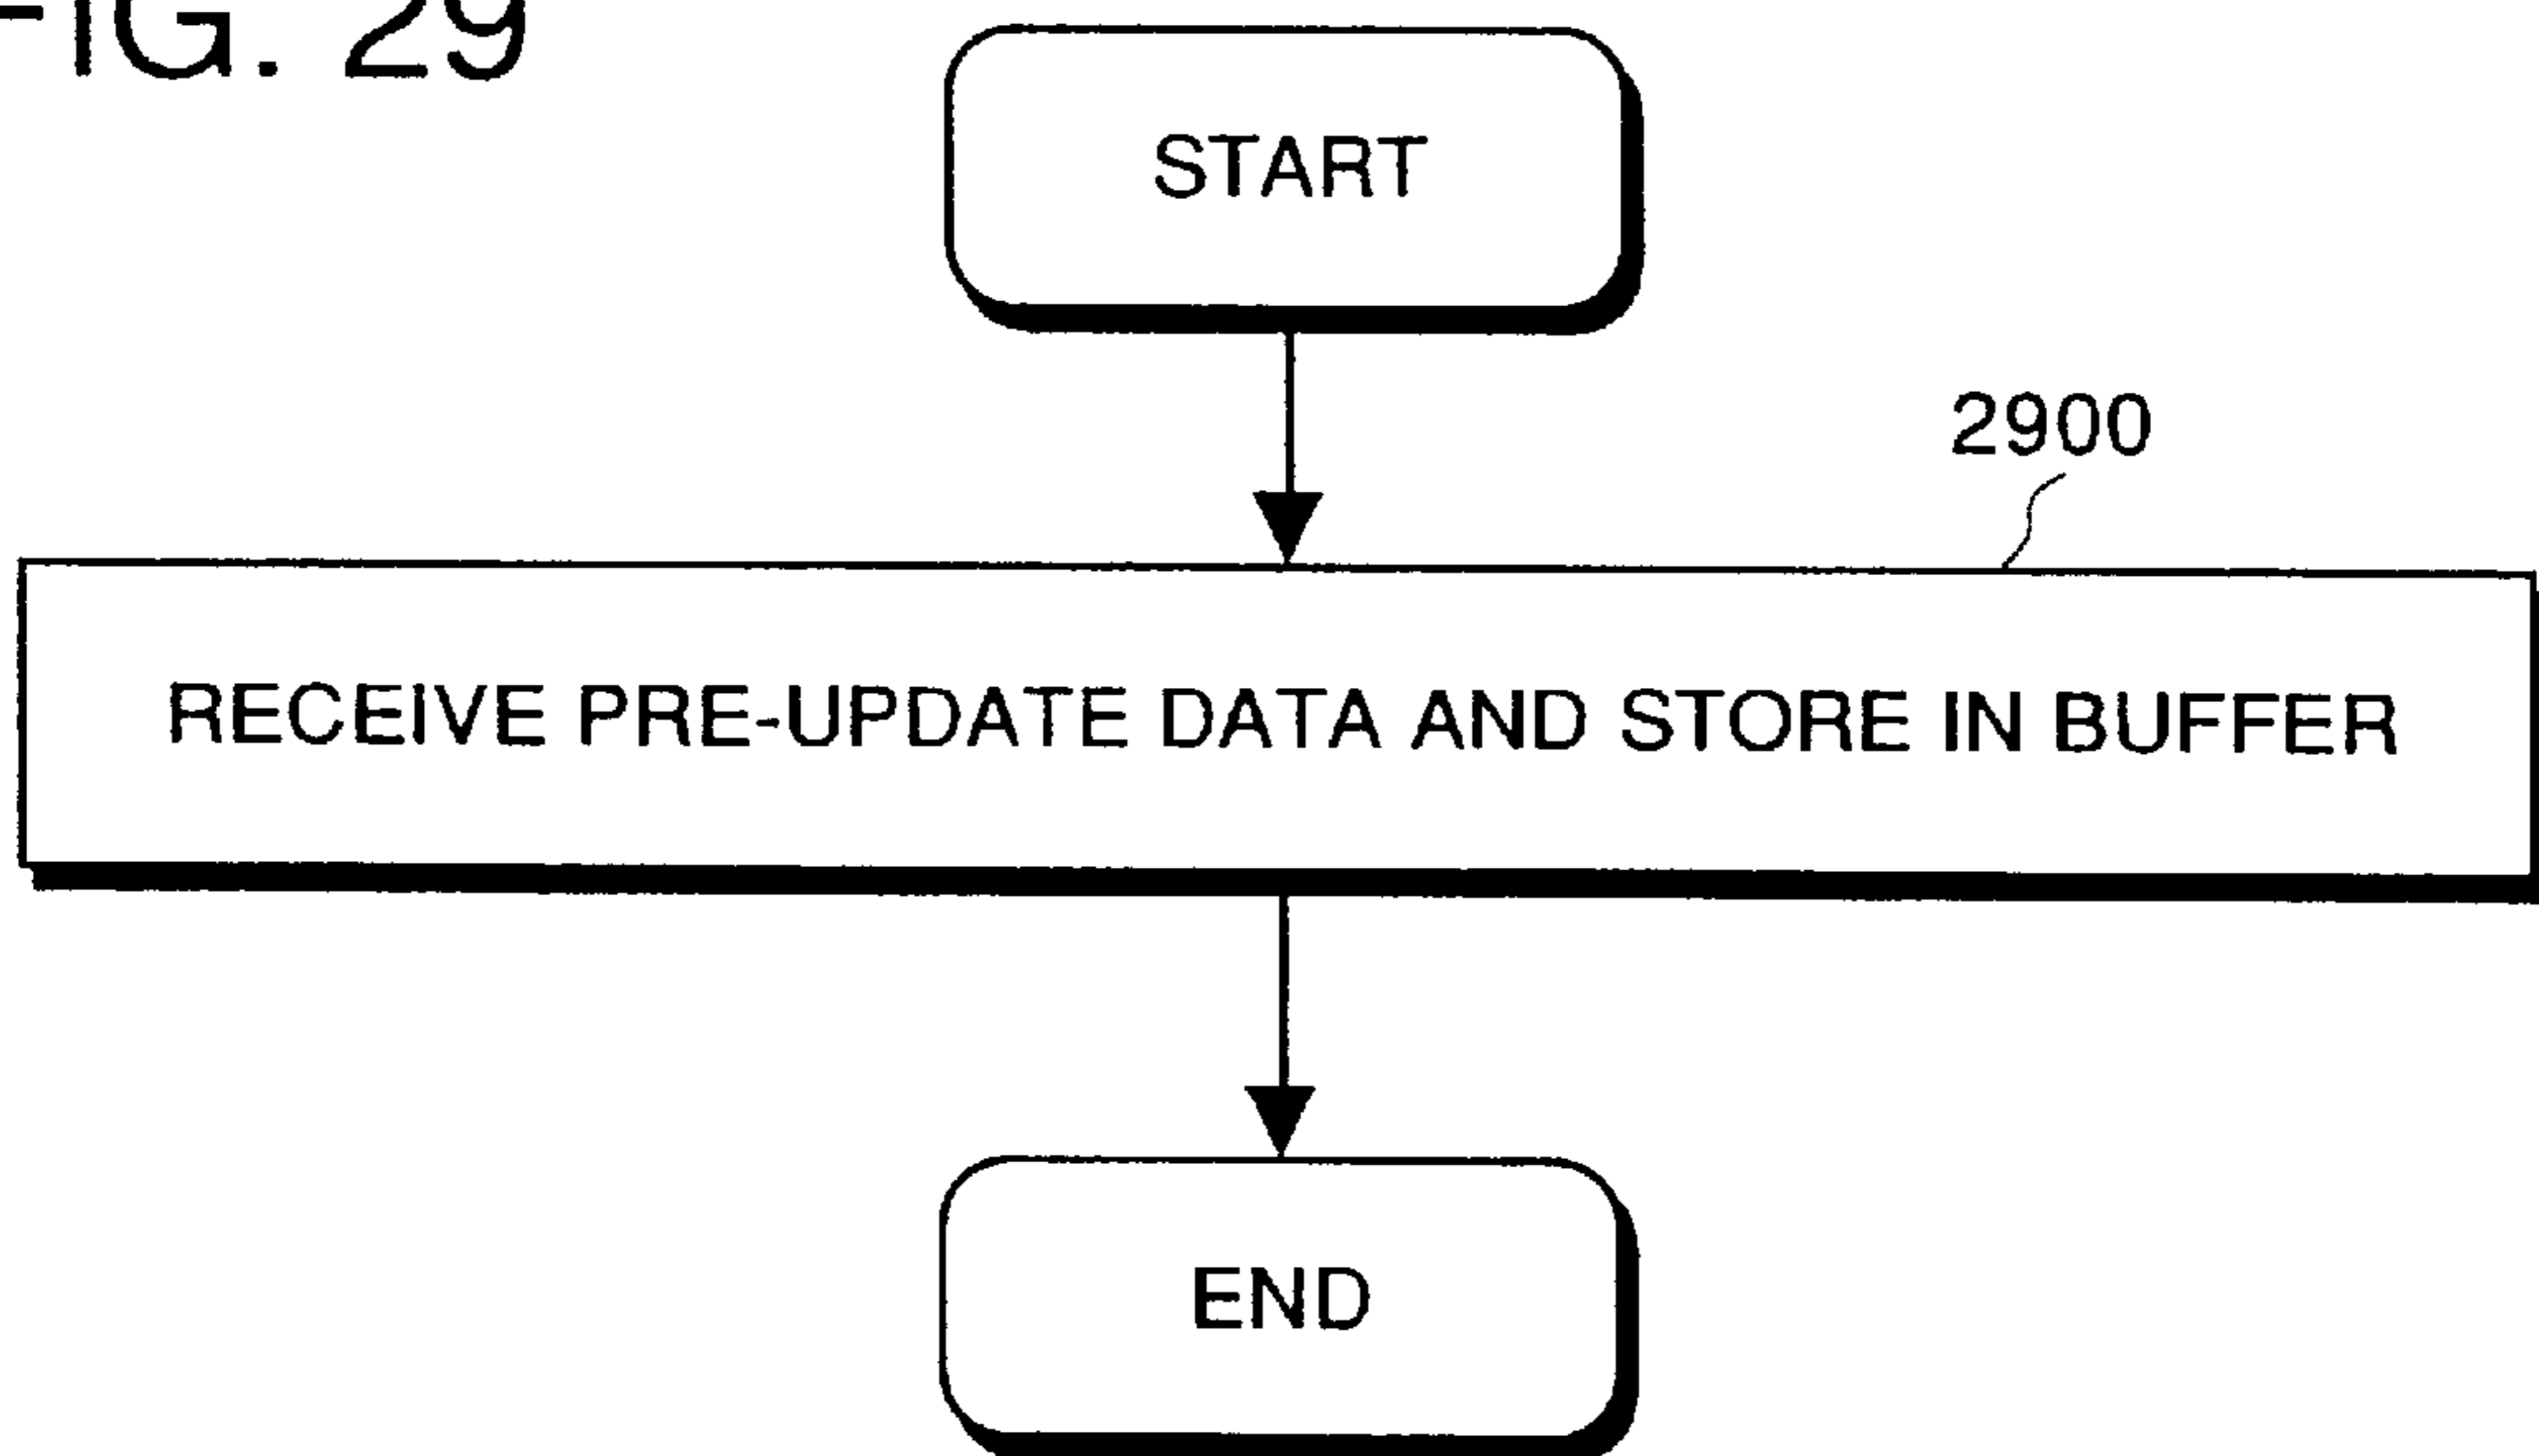 FIG. 29
START
2900
RECEIVE PRE-UPDATE DATA AND STORE IN BUFFER
END